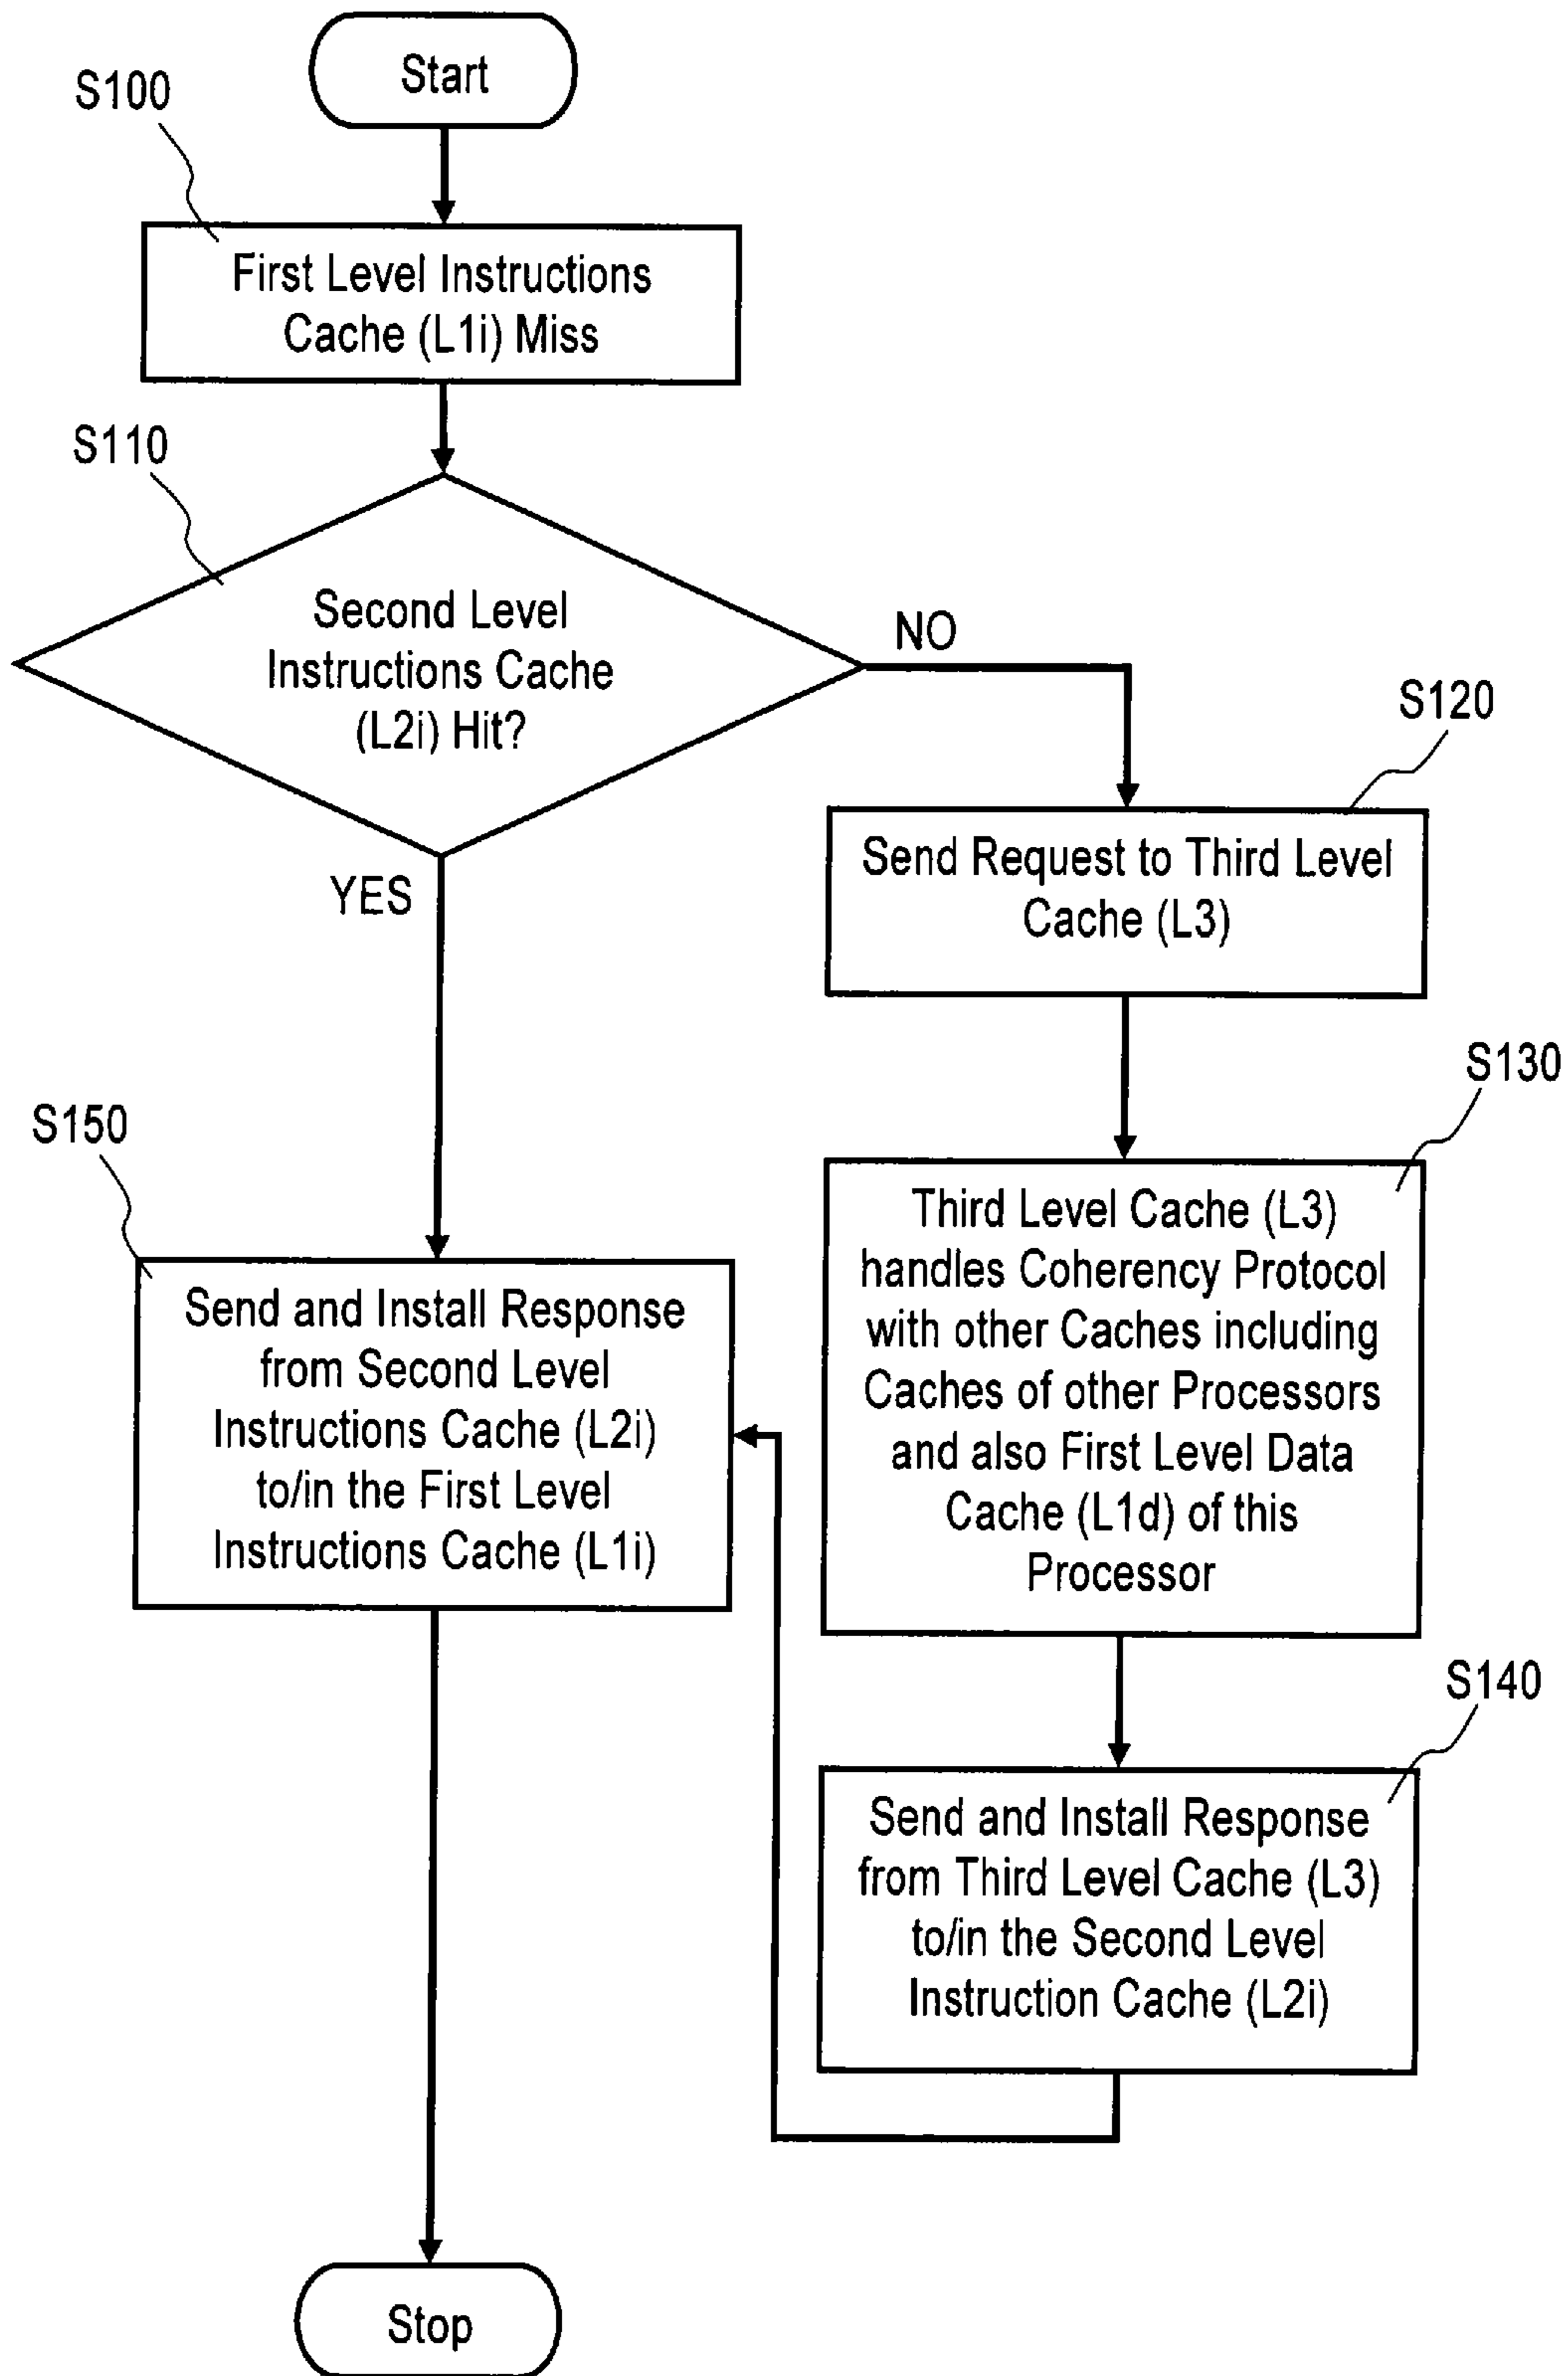 Start
S100
First Level Instructions
Cache (L1i) Miss
S110
Second Level
Instructions Cache
(L2i) Hit?
NO
YES
S120
Send Request to Third Level
Cache (L3)
S130
Third Level Cache (L3)
handles Coherency Protocol
with other Caches including
Caches of other Processors
and also First Level Data
Cache (L1d) of this
Processor
S140
Send and Install Response
from Third Level Cache (L3)
to/in the Second Level
Instruction Cache (L2i)
S150
Send and Install Response
from Second Level
Instructions Cache (L2i)
to/in the First Level
Instructions Cache (L1i)
Stop